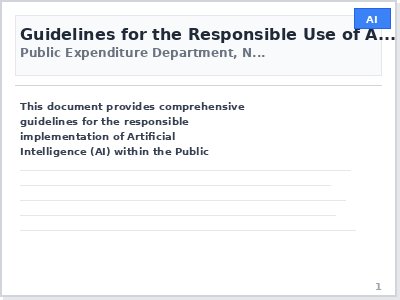 AI
Guidelines for the Responsible Use of A...
Public Expenditure Department, N...
This document provides comprehensive
guidelines for the responsible
implementation of Artificial
Intelligence (AI) within the Public
1